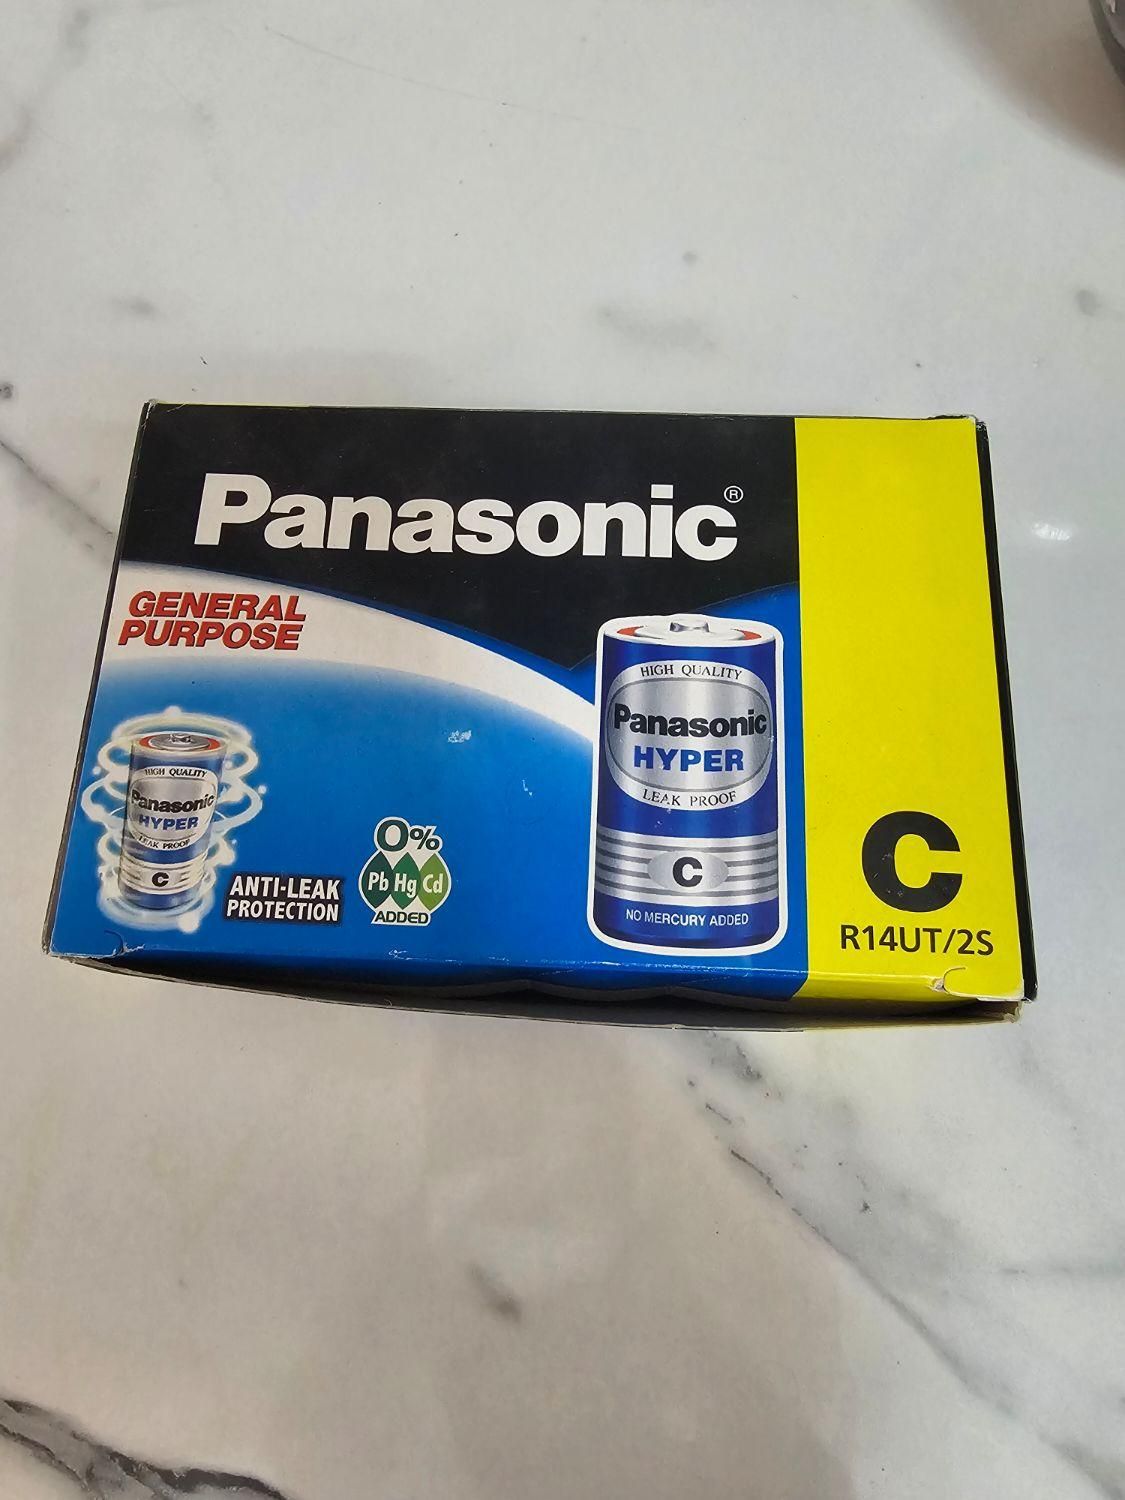 Panasonic®
GENERAL
PURPOSE
HIGH QUALITY
Panasonic
HYPER
LEAK PROOF
C
NO MERCURY ADDED
HIGH QUALITY
Panasonic
HYPER
LEAK PROOF
C
ANTI-LEAK
PROTECTION
0%
Pb Hg Cd
ADDED
C
R14UT/2S